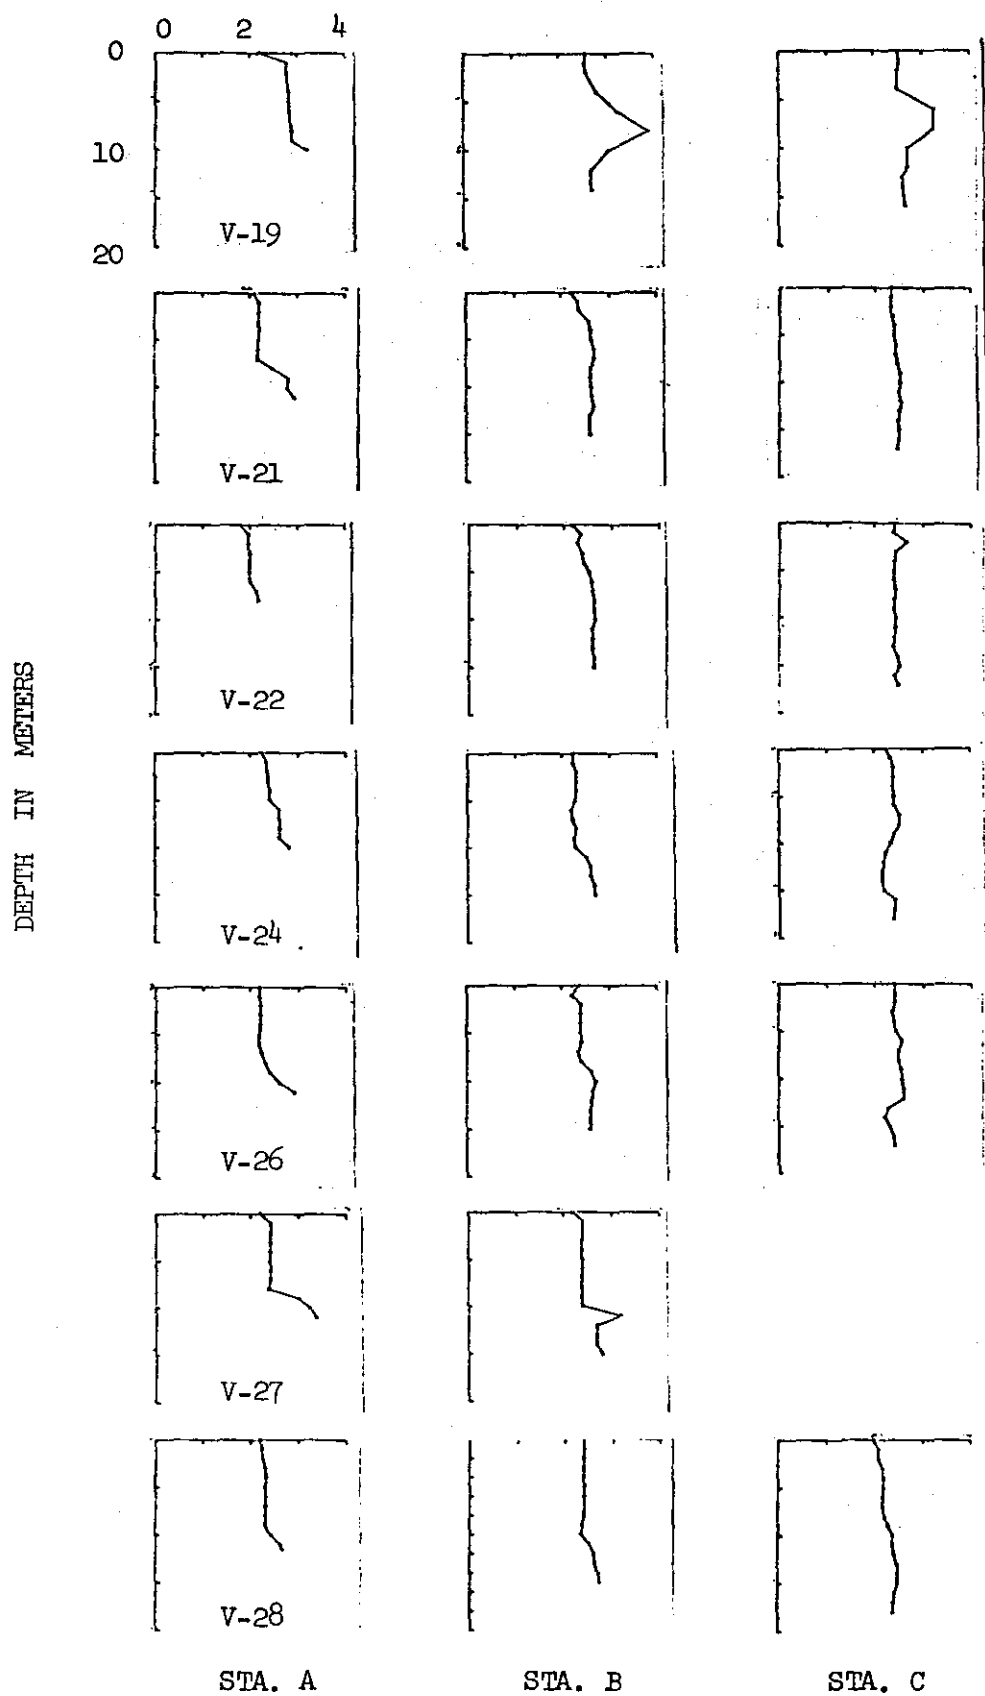 0 2 4
0
10
20
V-19
V-21
V-22
DEPTH IN METERS
V-24
V-26
V-27
V-28
STA. A STA. B STA. C